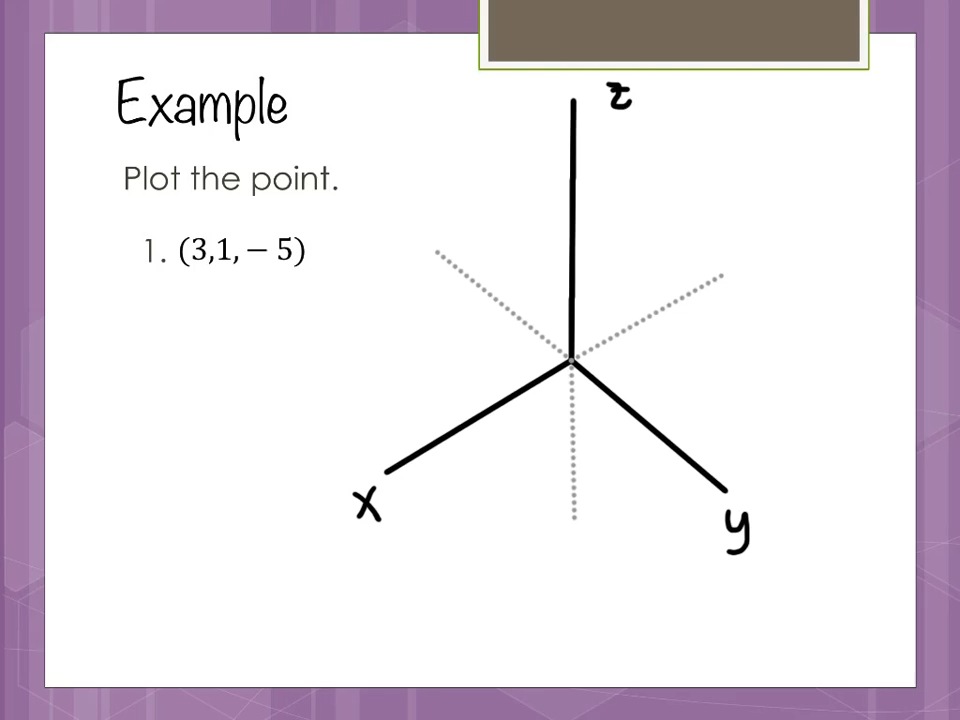 Example
z
Plot the point.
1. (3,1, − 5)
x
y